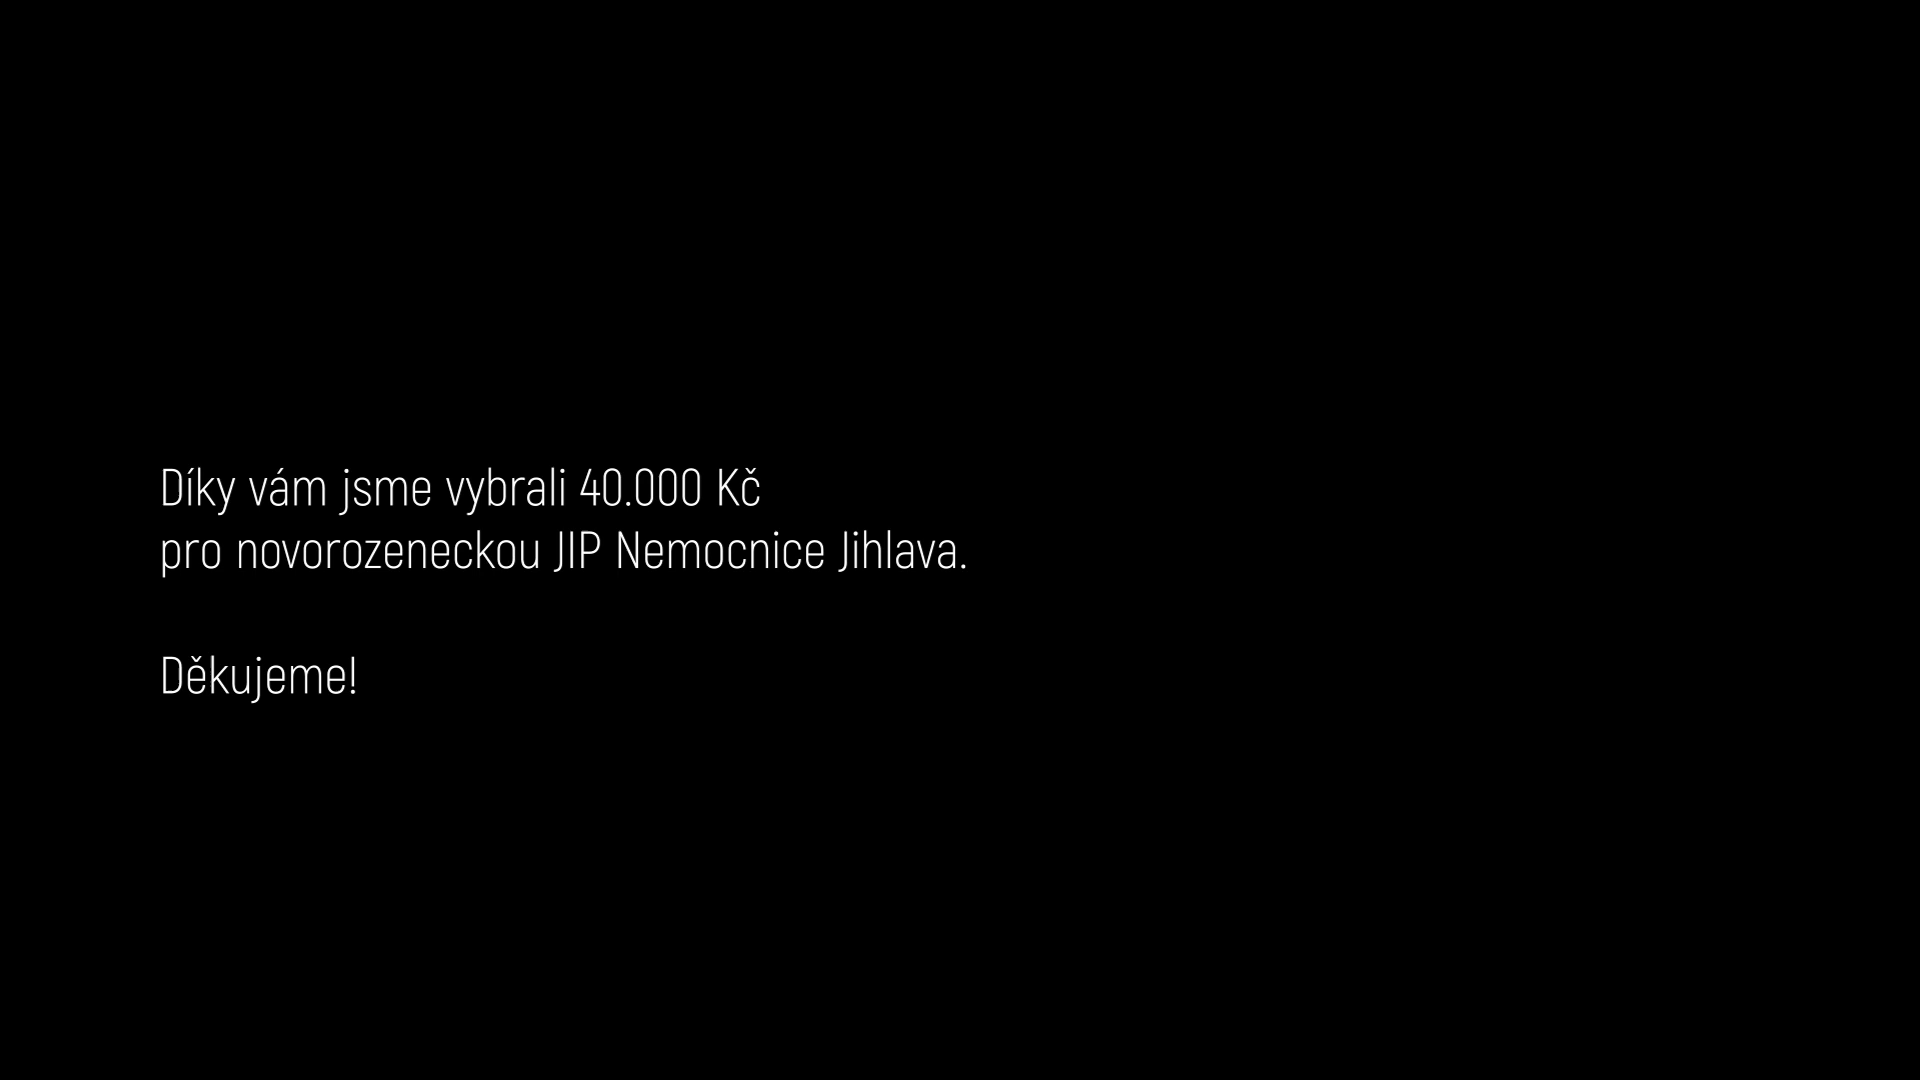 Díky vám jsme vybrali 40.000 Kč
pro novorozeneckou JIP Nemocnice Jihlava.
Děkujeme!